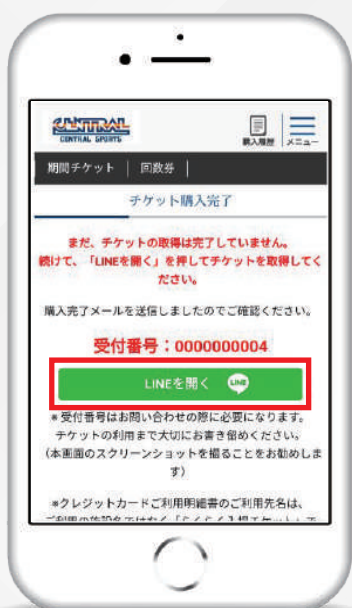 CENTRAL
CENTRAL SPORTS
購入履歴
メニュー
期間チケット | 回数券 |
チケット購入完了
まだ、チケットの取得は完了していません。
続けて、「LINEを開く」を押してチケットを取得してく
ださい。
購入完了メールを送信しましたのでご確認ください。
受付番号：0000000004
LINEを開く LINE
*受付番号はお問い合わせの際に必要になります。
チケットの利用まで大切にお書き留めください。
（本画面のスクリーンショットを撮ることをお勧めしま
す）
*クレジットカードご利用明細書のご利用先名は、